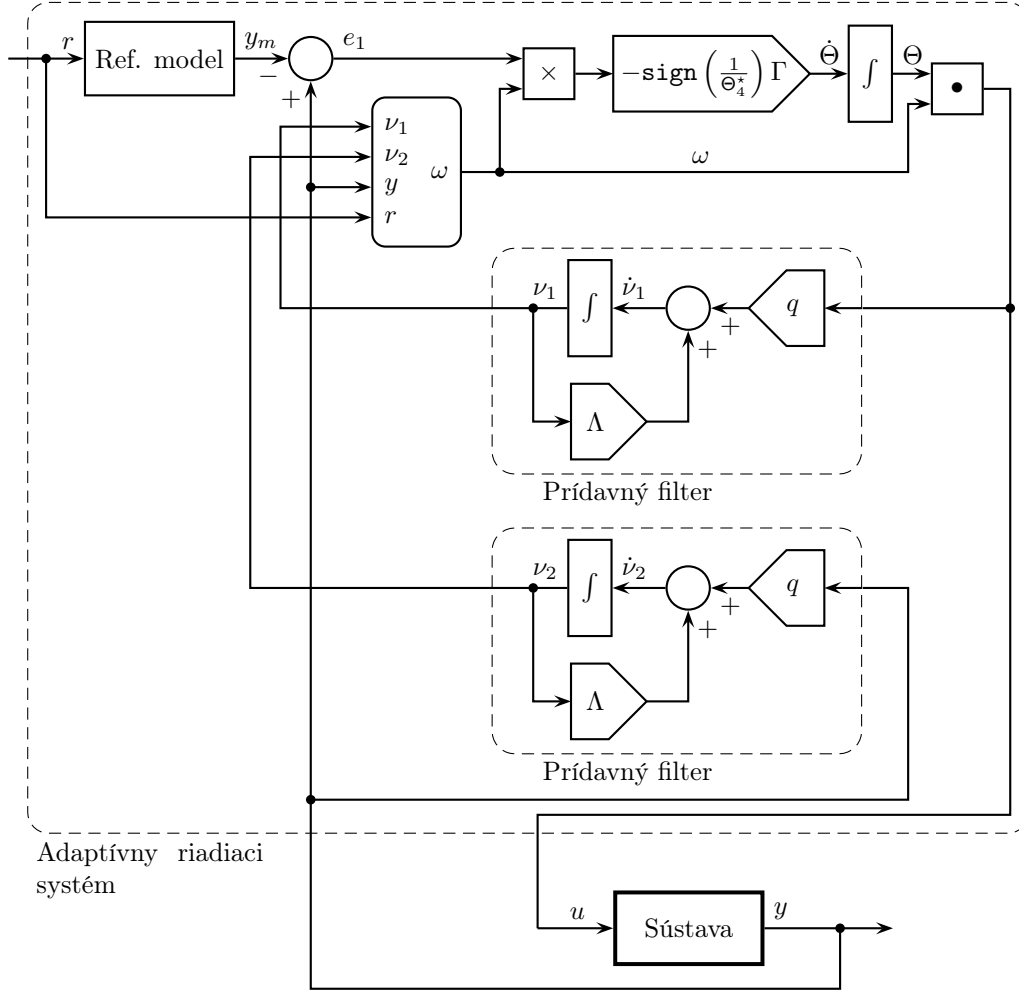 r
Ref. model
y_m
−
+
e_1
×
−sign (1/Θ_4^⋆) Γ
Θ̇
∫
Θ
•
ν_1
ν_2
y
r
ω
ω
ν_1
∫
ν̇_1
+
+
q
Λ
Prídavný filter
ν_2
∫
ν̇_2
+
+
q
Λ
Prídavný filter
Adaptívny riadiaci
systém
u
Sústava
y